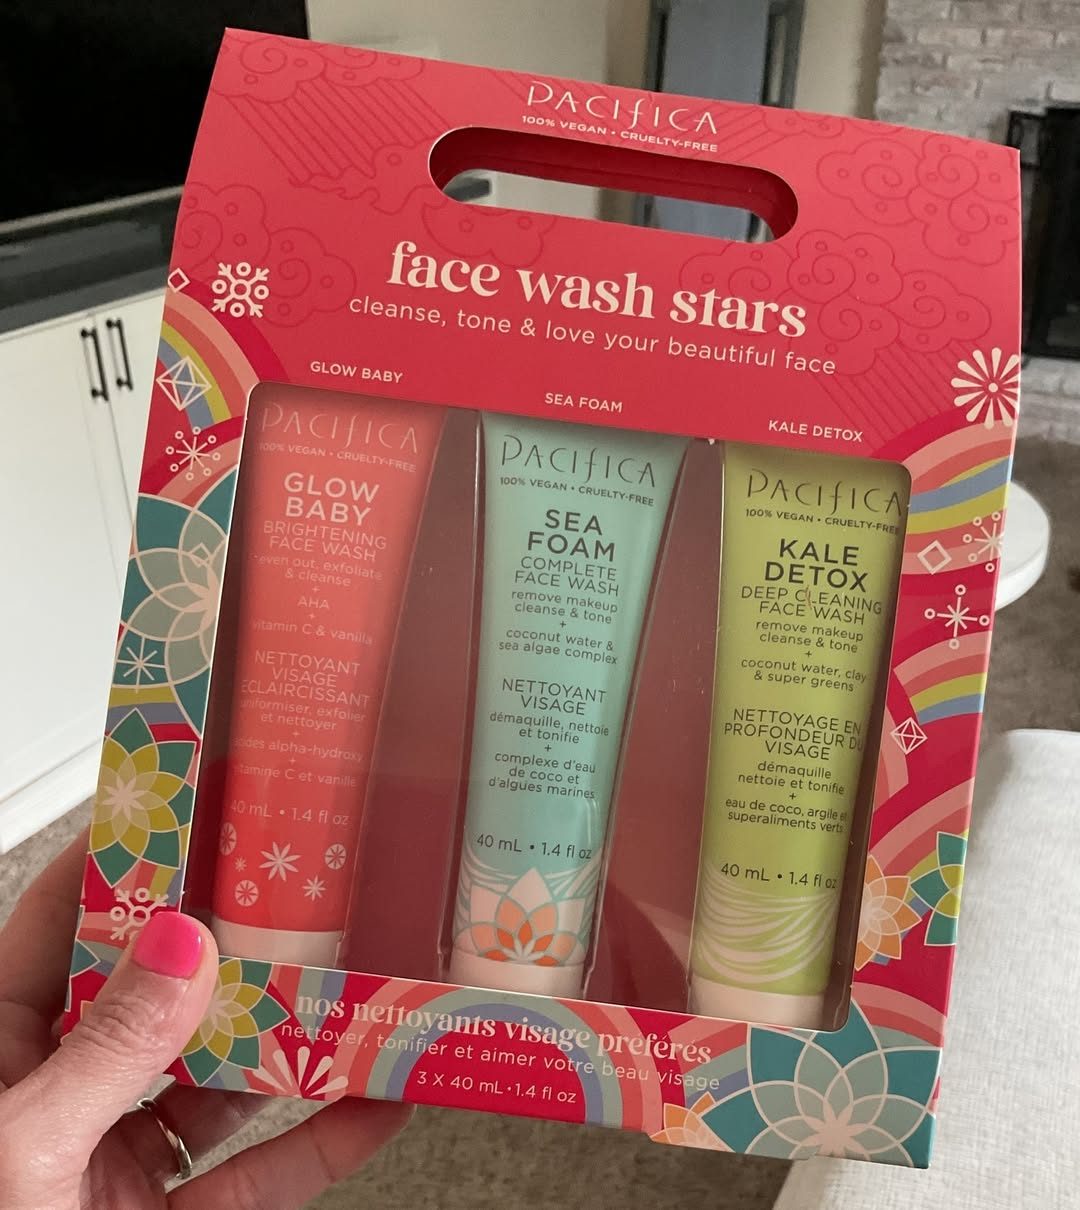 PACIFICA
100% VEGAN • CRUELTY-FREE
face wash stars
cleanse, tone & love your beautiful face
GLOW BABY
SEA FOAM
KALE DETOX
PACIFICA
100% VEGAN • CRUELTY-FREE
GLOW
BABY
BRIGHTENING
FACE WASH
even out, exfoliate
& cleanse
+
AHA
+
vitamin C & vanilla
NETTOYANT
VISAGE
ECLAIRCISSANT
uniformiser, exfolier
et nettoyer
+
acides alpha-hydroxy
+
vitamine C et vanille
40 mL • 1.4 fl oz
PACIFICA
100% VEGAN • CRUELTY-FREE
SEA
FOAM
COMPLETE
FACE WASH
remove makeup
cleanse & tone
+
coconut water &
sea algae complex
NETTOYANT
VISAGE
démaquille, nettoie
et tonifie
+
complexe d'eau
de coco et
d'algues marines
40 mL • 1.4 fl oz
PACIFICA
100% VEGAN • CRUELTY-FREE
KALE
DETOX
DEEP CLEANING
FACE WASH
remove makeup
cleanse & tone
+
coconut water, clay
& super greens
NETTOYAGE EN
PROFONDEUR DU
VISAGE
démaquille
nettoie et tonifie
+
eau de coco, argile et
superaliments verts
40 mL • 1.4 fl oz
nos nettoyants visage préférés
nettoyer, tonifier et aimer votre beau visage
3 X 40 mL • 1.4 fl oz